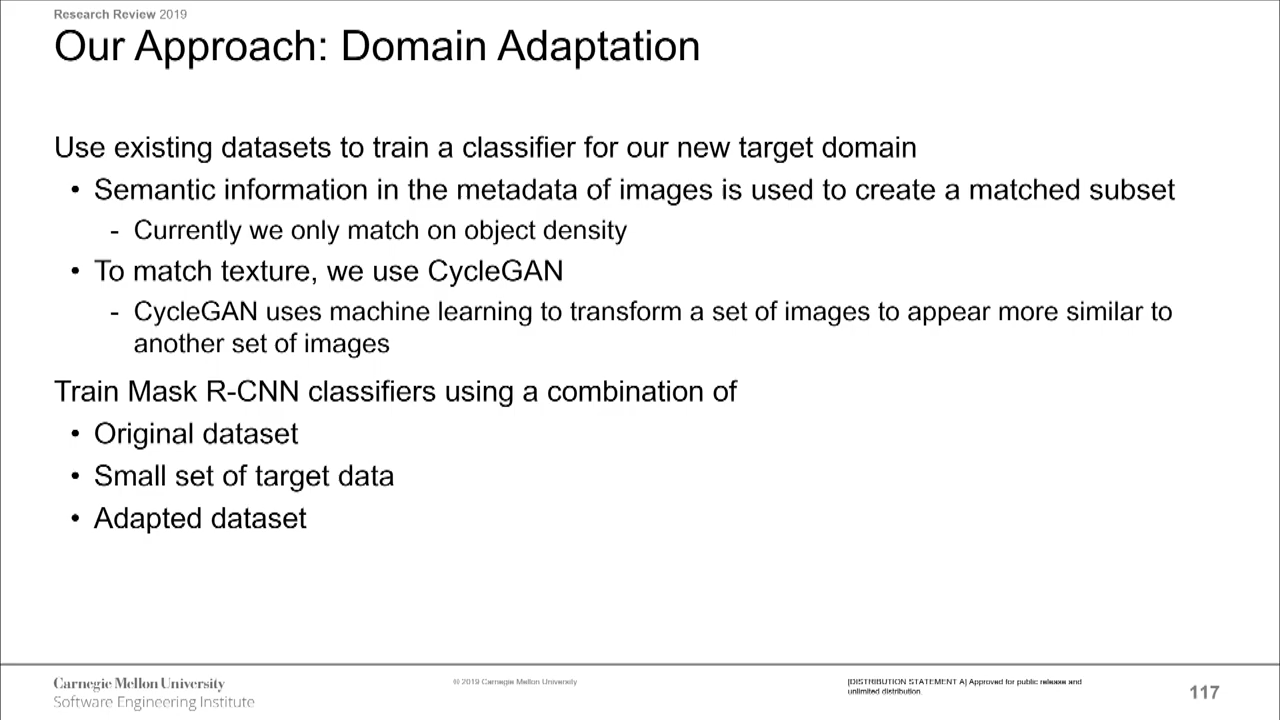 Research Review 2019
Our Approach: Domain Adaptation
Use existing datasets to train a classifier for our new target domain
• Semantic information in the metadata of images is used to create a matched subset
- Currently we only match on object density
• To match texture, we use CycleGAN
- CycleGAN uses machine learning to transform a set of images to appear more similar to
another set of images
Train Mask R-CNN classifiers using a combination of
• Original dataset
• Small set of target data
• Adapted dataset
Carnegie Mellon University
Software Engineering Institute
© 2019 Carnegie Mellon University
[DISTRIBUTION STATEMENT A] Approved for public release and
unlimited distribution.
117